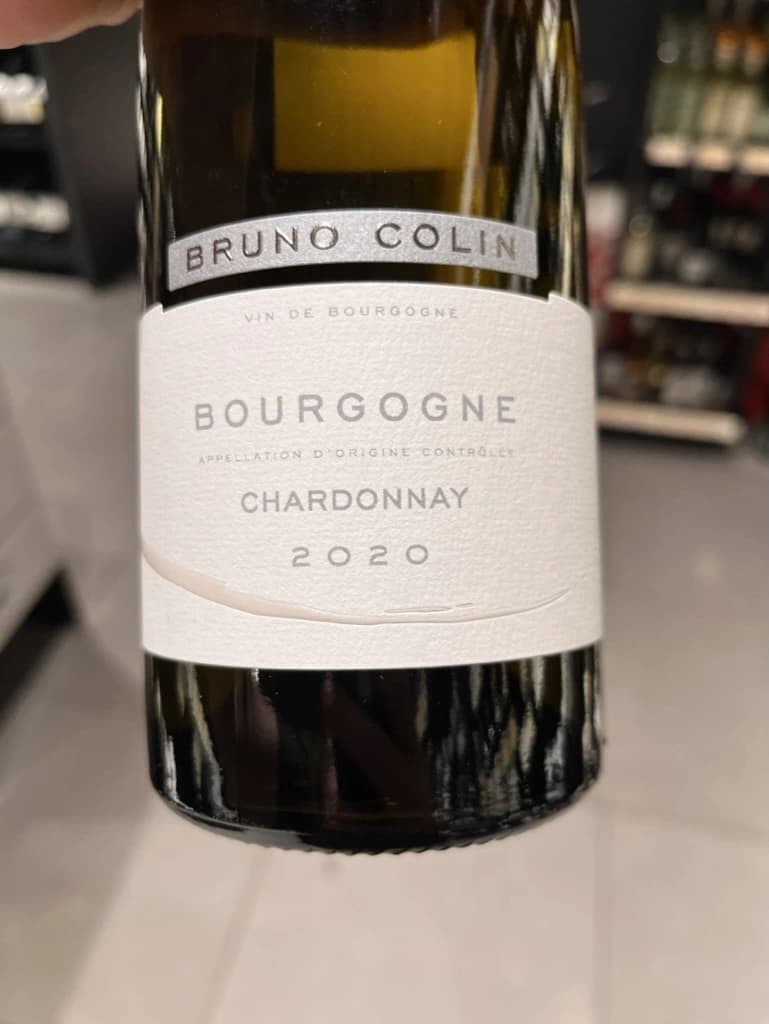 BRUNO COLIN
VIN DE BOURGOGNE
BOURGOGNE
APPELLATION D'ORIGINE CONTRÔLÉE
CHARDONNAY
2020